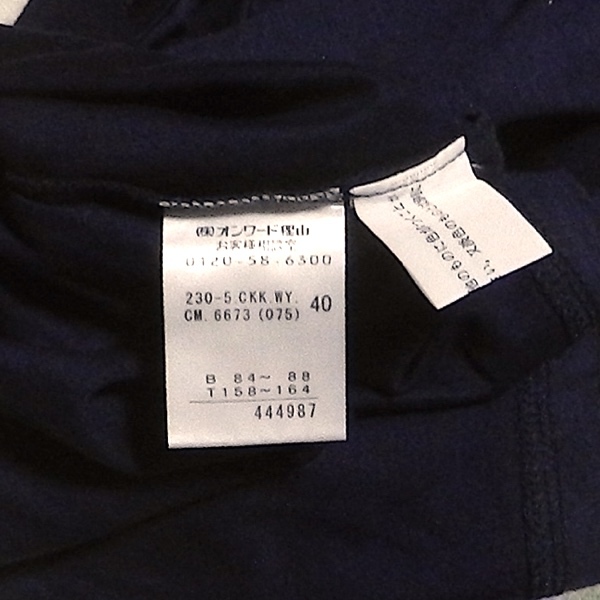 ㈱オンワード樫山
お客様相談室
0120-58-6300
230-5 CKK WY. 40
CM. 6673 (075)
B 84~ 88
T158~164
444987